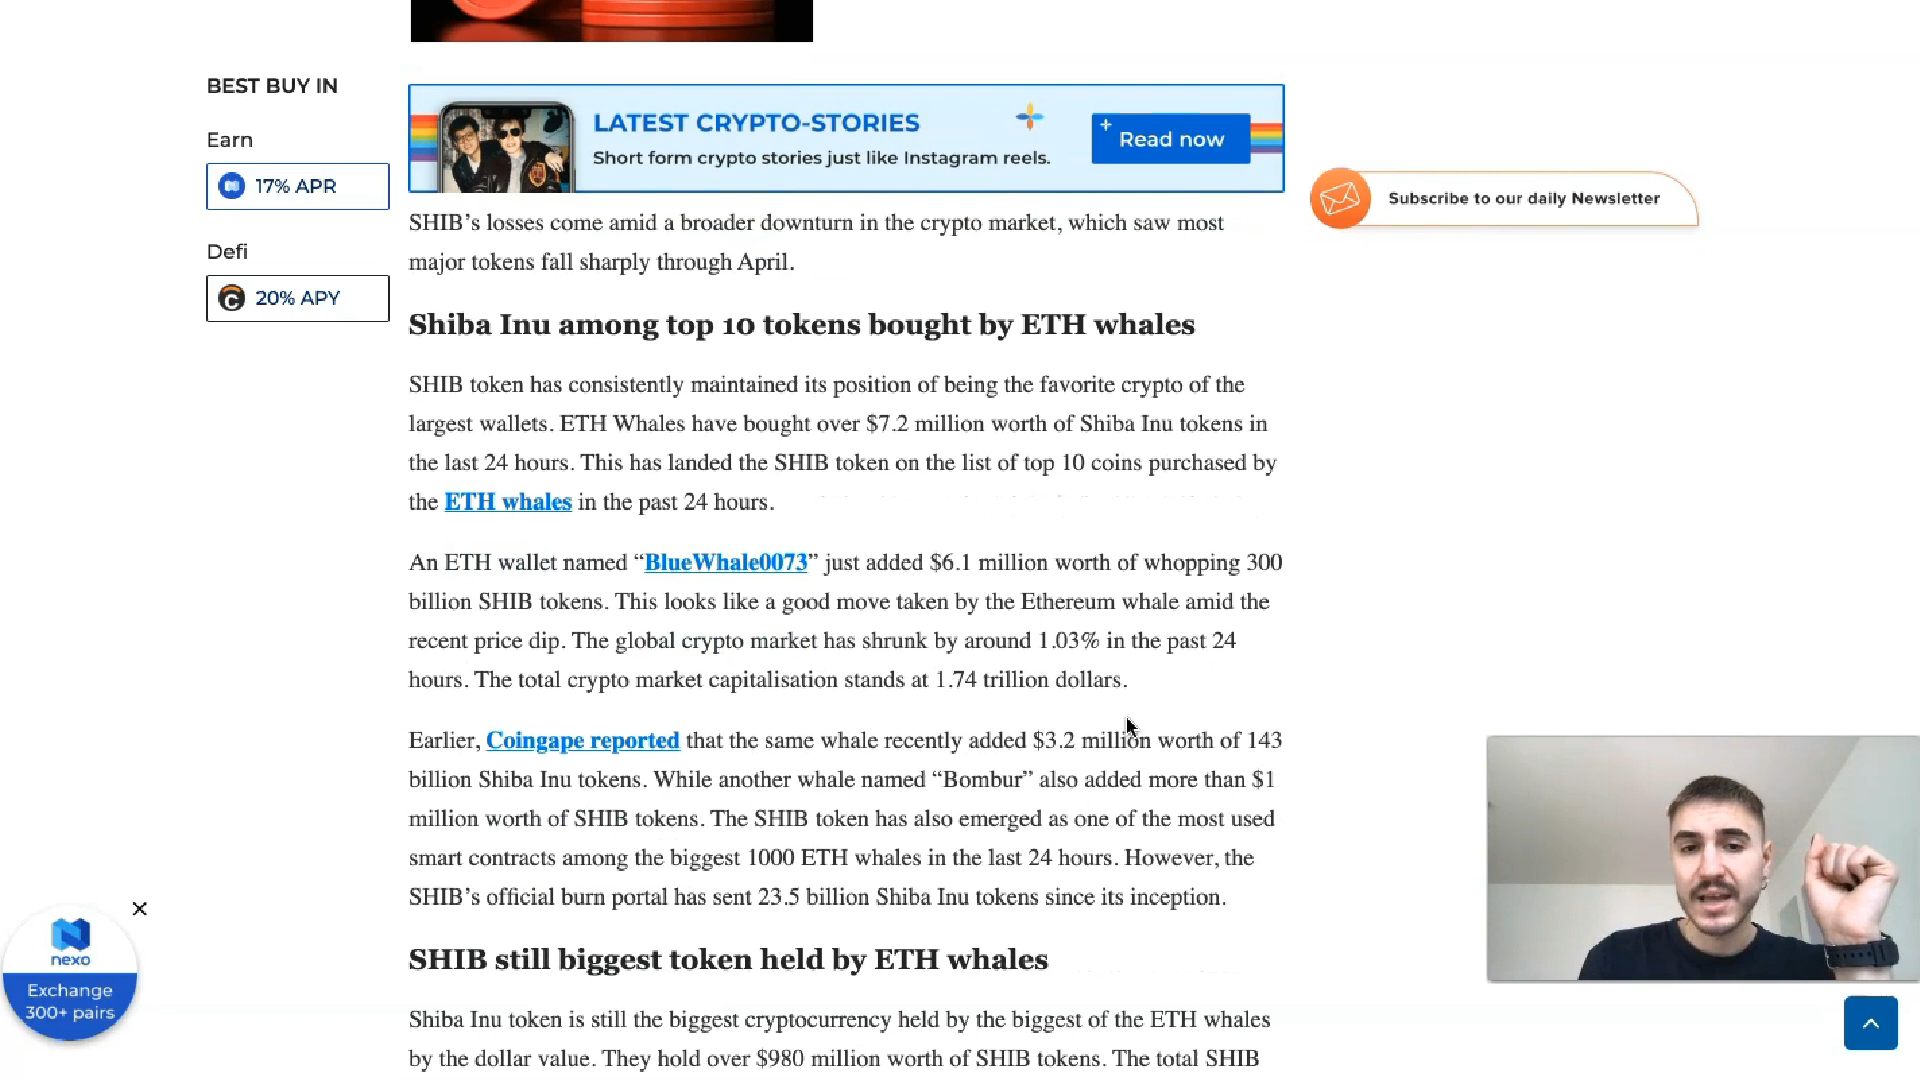 BEST BUY IN
Earn
17% APR
Defi
20% APY
LATEST CRYPTO-STORIES
Short form crypto stories just like Instagram reels.
Read now
Subscribe to our daily Newsletter
SHIB’s losses come amid a broader downturn in the crypto market, which saw most
major tokens fall sharply through April.
Shiba Inu among top 10 tokens bought by ETH whales
SHIB token has consistently maintained its position of being the favorite crypto of the
largest wallets. ETH Whales have bought over $7.2 million worth of Shiba Inu tokens in
the last 24 hours. This has landed the SHIB token on the list of top 10 coins purchased by
the ETH whales in the past 24 hours.
An ETH wallet named “BlueWhale0073” just added $6.1 million worth of whopping 300
billion SHIB tokens. This looks like a good move taken by the Ethereum whale amid the
recent price dip. The global crypto market has shrunk by around 1.03% in the past 24
hours. The total crypto market capitalisation stands at 1.74 trillion dollars.
Earlier, Coingape reported that the same whale recently added $3.2 million worth of 143
billion Shiba Inu tokens. While another whale named “Bombur” also added more than $1
million worth of SHIB tokens. The SHIB token has also emerged as one of the most used
smart contracts among the biggest 1000 ETH whales in the last 24 hours. However, the
SHIB’s official burn portal has sent 23.5 billion Shiba Inu tokens since its inception.
SHIB still biggest token held by ETH whales
Shiba Inu token is still the biggest cryptocurrency held by the biggest of the ETH whales
by the dollar value. They hold over $980 million worth of SHIB tokens. The total SHIB
nexo
Exchange
300+ pairs